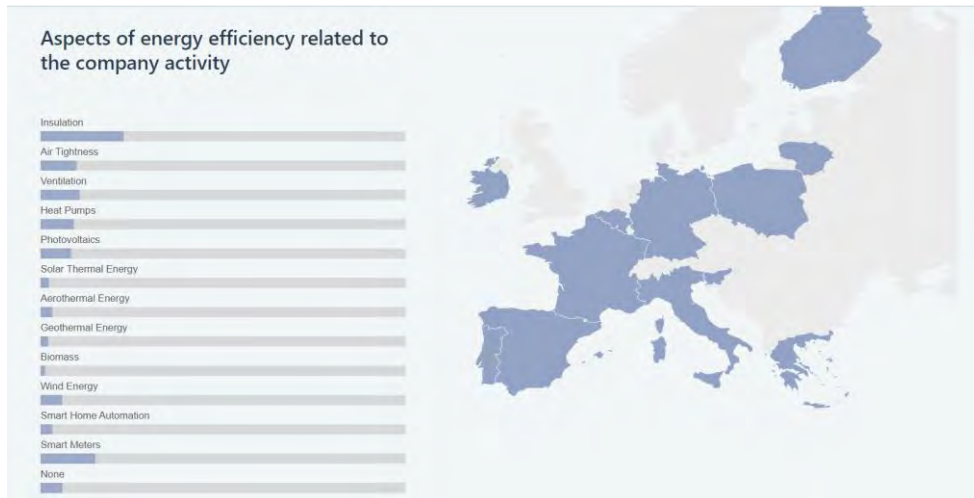 Aspects of energy efficiency related to
the company activity
Insulation
Air Tightness
Ventilation
Heat Pumps
Photovoltaics
Solar Thermal Energy
Aerothermal Energy
Geothermal Energy
Biomass
Wind Energy
Smart Home Automation
Smart Meters
None